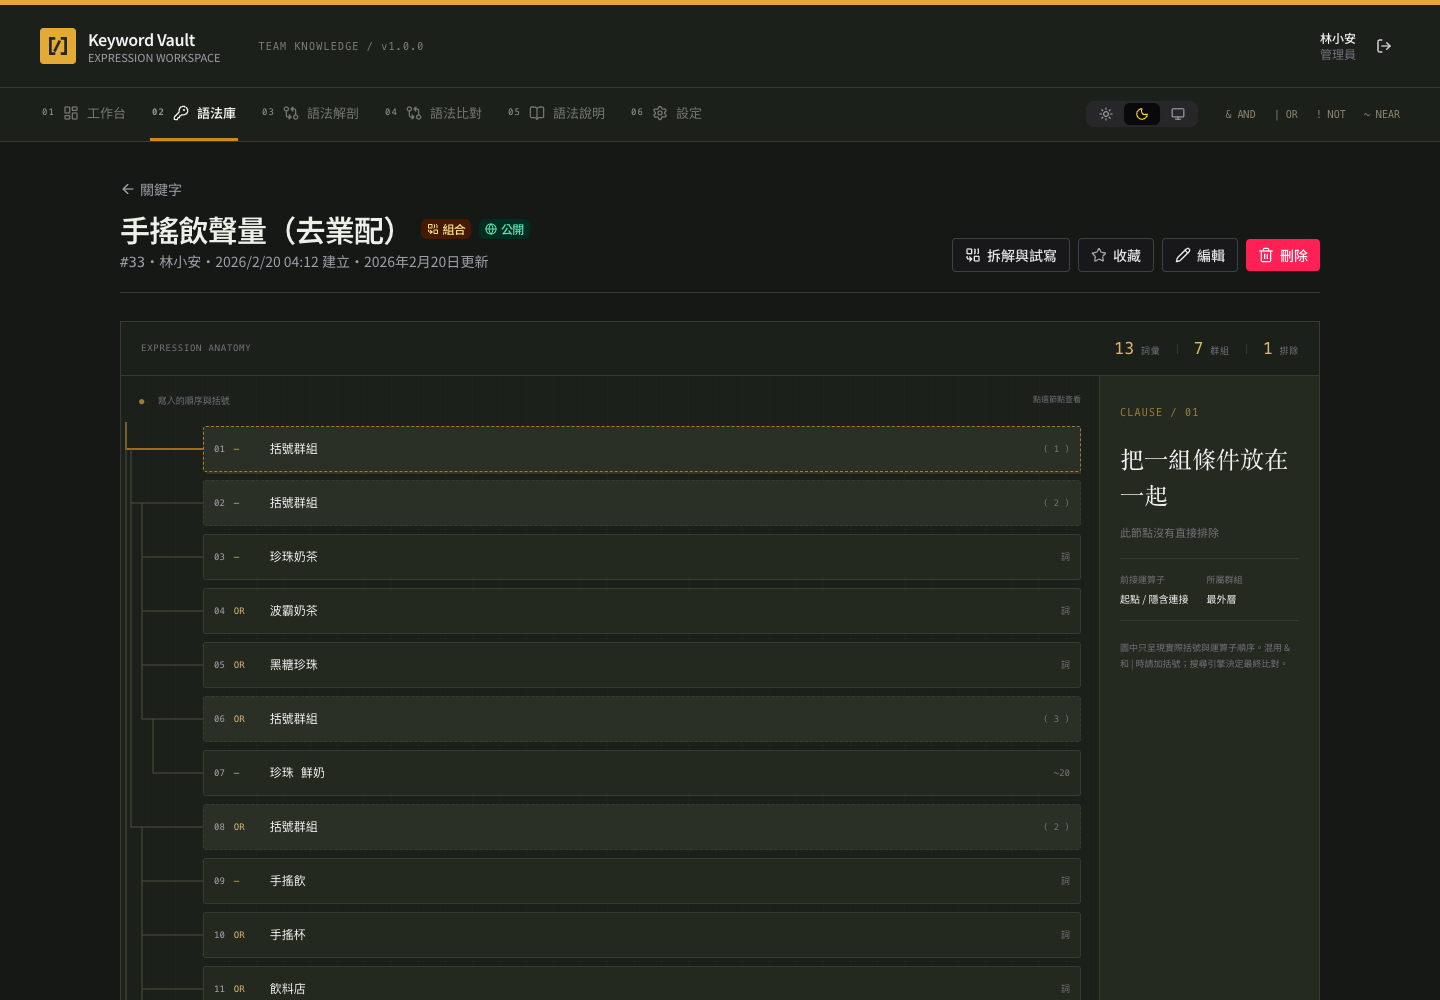 Keyword Vault
EXPRESSION WORKSPACE
TEAM KNOWLEDGE / v1.0.0
林小安
管理員
01 工作台
02 語法庫
03 語法解剖
04 語法比對
05 語法說明
06 設定
& AND | OR ! NOT ~ NEAR
關鍵字
手搖飲聲量（去業配）
組合
公開
#33・林小安・2026/2/20 04:12 建立・2026年2月20日更新
拆解與試寫
收藏
編輯
刪除
EXPRESSION ANATOMY
13 詞彙
7 群組
1 排除
寫入的順序與括號
點選節點查看
01 — 括號群組 ( 1 )
02 — 括號群組 ( 2 )
03 — 珍珠奶茶 詞
04 OR 波霸奶茶 詞
05 OR 黑糖珍珠 詞
06 OR 括號群組 ( 3 )
07 — 珍珠 鮮奶 ~20
08 OR 括號群組 ( 2 )
09 — 手搖飲 詞
10 OR 手搖杯 詞
11 OR 飲料店 詞
CLAUSE / 01
把一組條件放在
一起
此節點沒有直接排除
前接運算子
所屬群組
起點 / 隱含連接
最外層
圖中只呈現實際括號與運算子順序。混用 &
和 | 時請加括號；搜尋引擎決定最終比對。